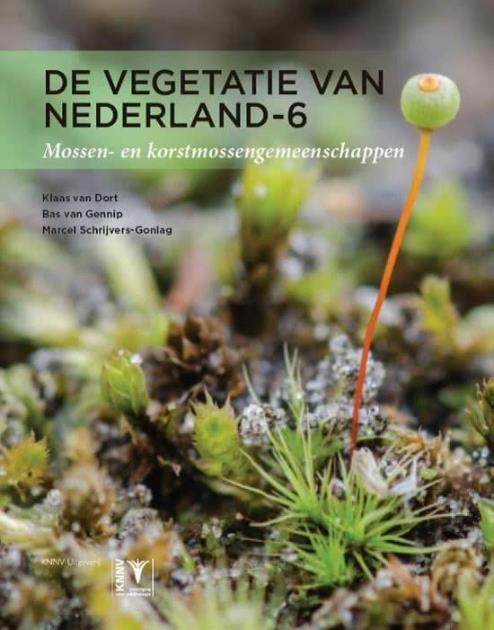 DE VEGETATIE VAN
NEDERLAND-6
Mossen- en korstmossengemeenschappen
Klaas van Dort
Bas van Gennip
Marcel Schrijvers-Gonlag
KNNV Uitgeverij
KNNV